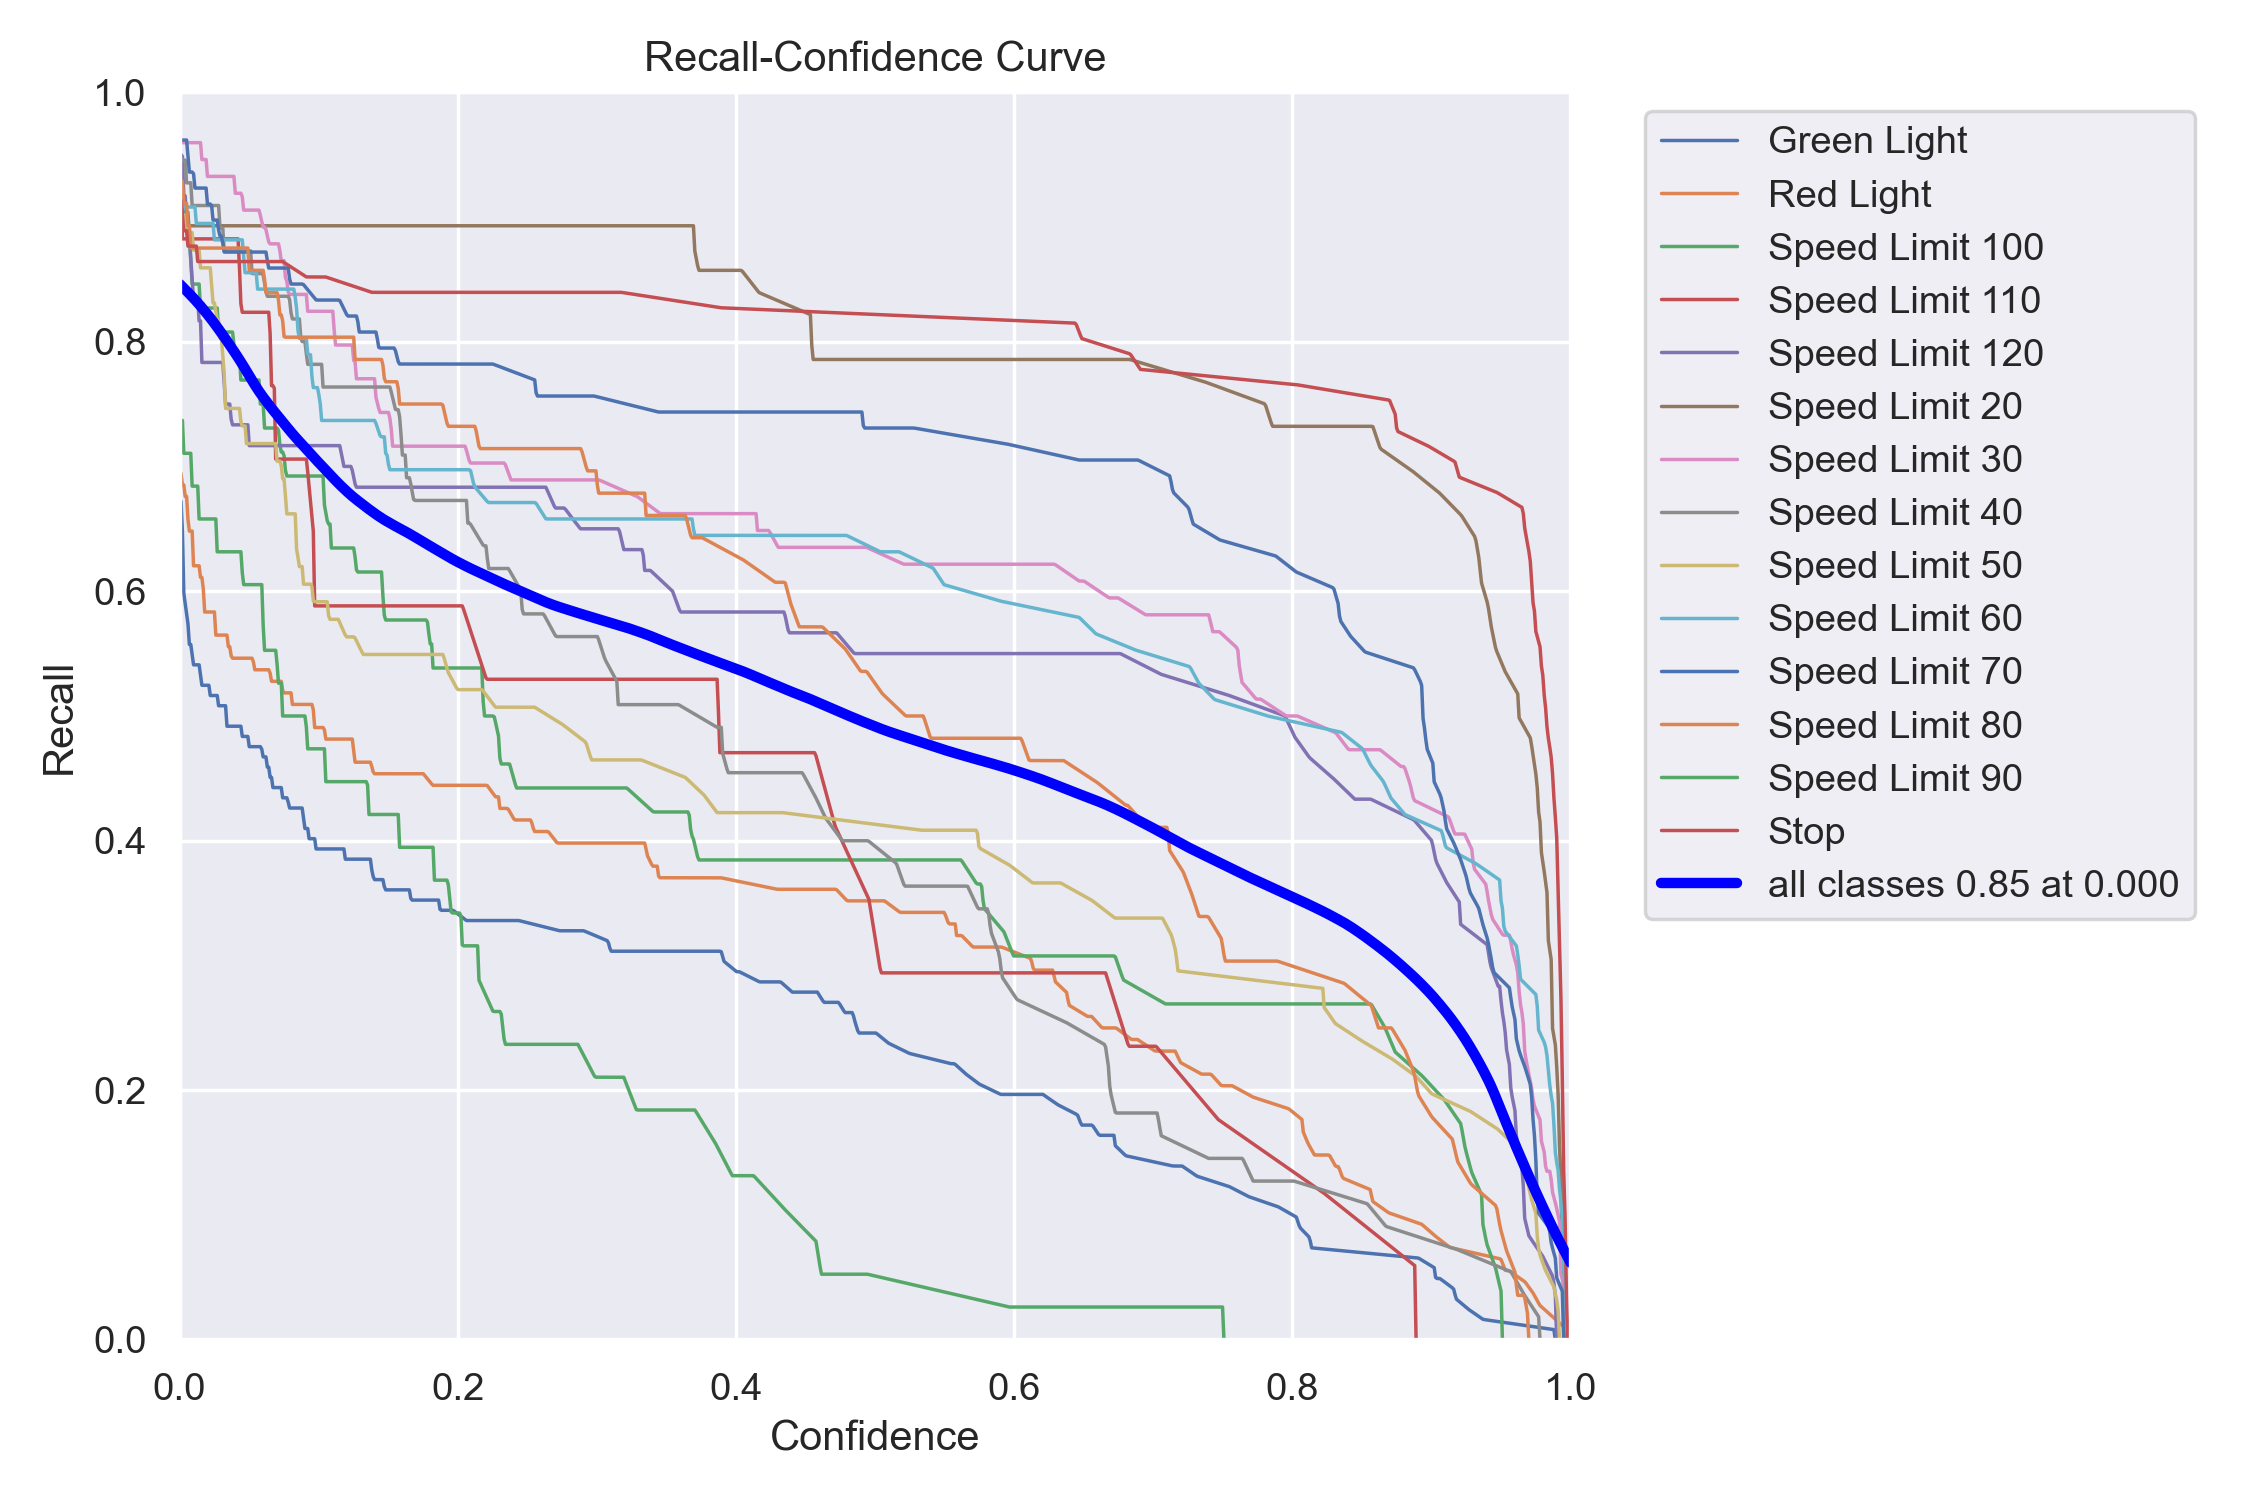 Recall-Confidence Curve
1.0
0.8
0.6
0.4
0.2
0.0
Recall
0.0 0.2 0.4 0.6 0.8 1.0
Confidence
Green Light
Red Light
Speed Limit 100
Speed Limit 110
Speed Limit 120
Speed Limit 20
Speed Limit 30
Speed Limit 40
Speed Limit 50
Speed Limit 60
Speed Limit 70
Speed Limit 80
Speed Limit 90
Stop
all classes 0.85 at 0.000